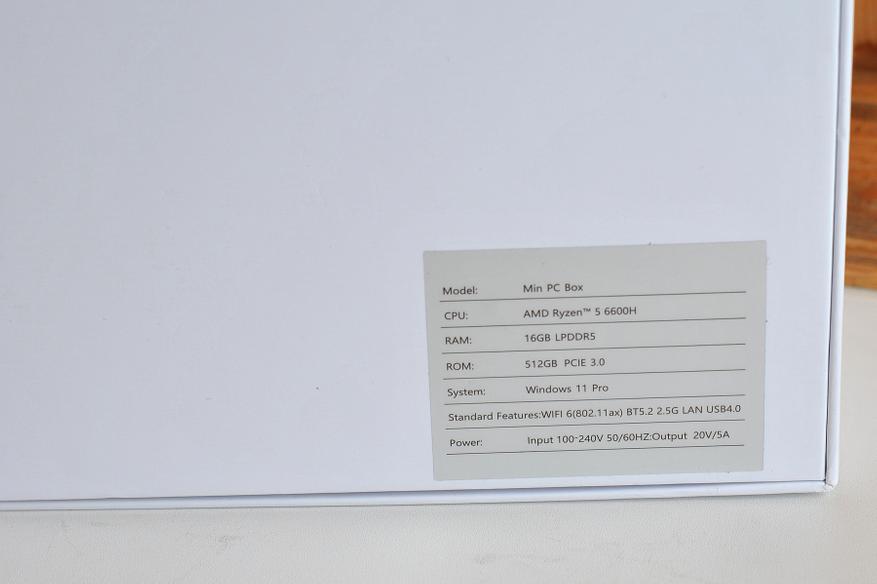 Model: Min PC Box
CPU: AMD Ryzen™ 5 6600H
RAM: 16GB LPDDR5
ROM: 512GB PCIE 3.0
System: Windows 11 Pro
Standard Features:WIFI 6(802.11ax) BT5.2 2.5G LAN USB4.0
Power: Input 100-240V 50/60HZ:Output 20V/5A